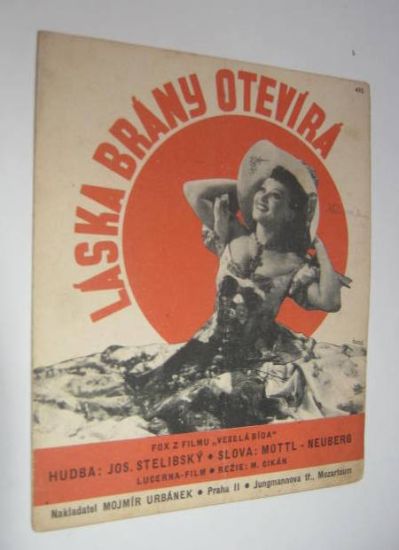 495
LÁSKA BRÁNY OTEVÍRÁ
FOX Z FILMU „VESELÁ BÍDA"
HUDBA: JOS. STELIBSKÝ • SLOVA: MOTTL - NEUBERG
LUCERNA-FILM • REŽIE: M. CIKÁN
Nakladatel MOJMÍR URBÁNEK • Praha II • Jungmannova tř., Mozarteum